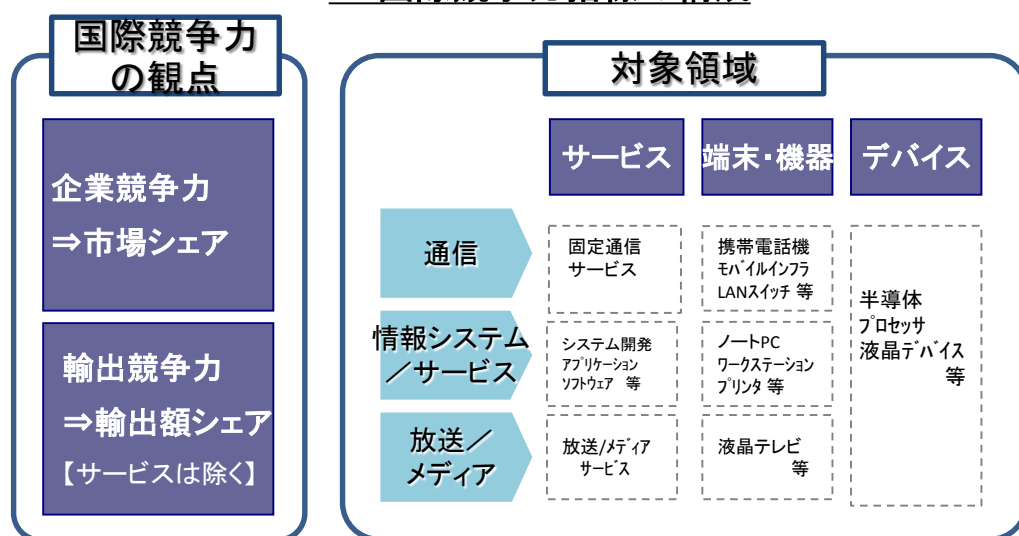 国際競争力
の観点
企業競争力
⇒市場シェア
輸出競争力
⇒輸出額シェア
【サービスは除く】
対象領域
サービス
端末・機器
デバイス
通信
固定通信
サービス
携帯電話機
ﾓﾊﾞｲﾙｲﾝﾌﾗ
LANｽｲｯﾁ 等
情報システム
／サービス
システム開発
ｱﾌﾟﾘｹｰｼｮﾝ
ｿﾌﾄｳｪｱ 等
ノートPC
ﾜｰｸｽﾃｰｼｮﾝ
ﾌﾟﾘﾝﾀ 等
放送／
メディア
放送/ﾒﾃﾞｨｱ
ｻｰﾋﾞｽ
液晶テレビ
等
半導体
ﾌﾟﾛｾｯｻ
液晶ﾃﾞﾊﾞｲｽ
等